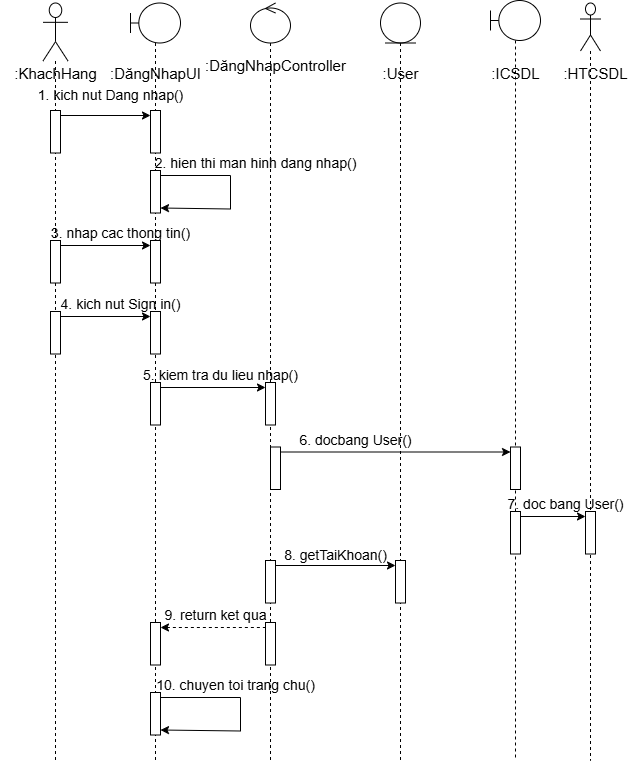 :KhachHang
:DăngNhapUI
:DăngNhapController
:User
:ICSDL
:HTCSDL
1. kich nut Dang nhap()
2. hien thi man hinh dang nhap()
3. nhap cac thong tin()
4. kich nut Sign in()
5. kiem tra du lieu nhap()
6. docbang User()
7. doc bang User()
8. getTaiKhoan()
9. return ket qua
10. chuyen toi trang chu()